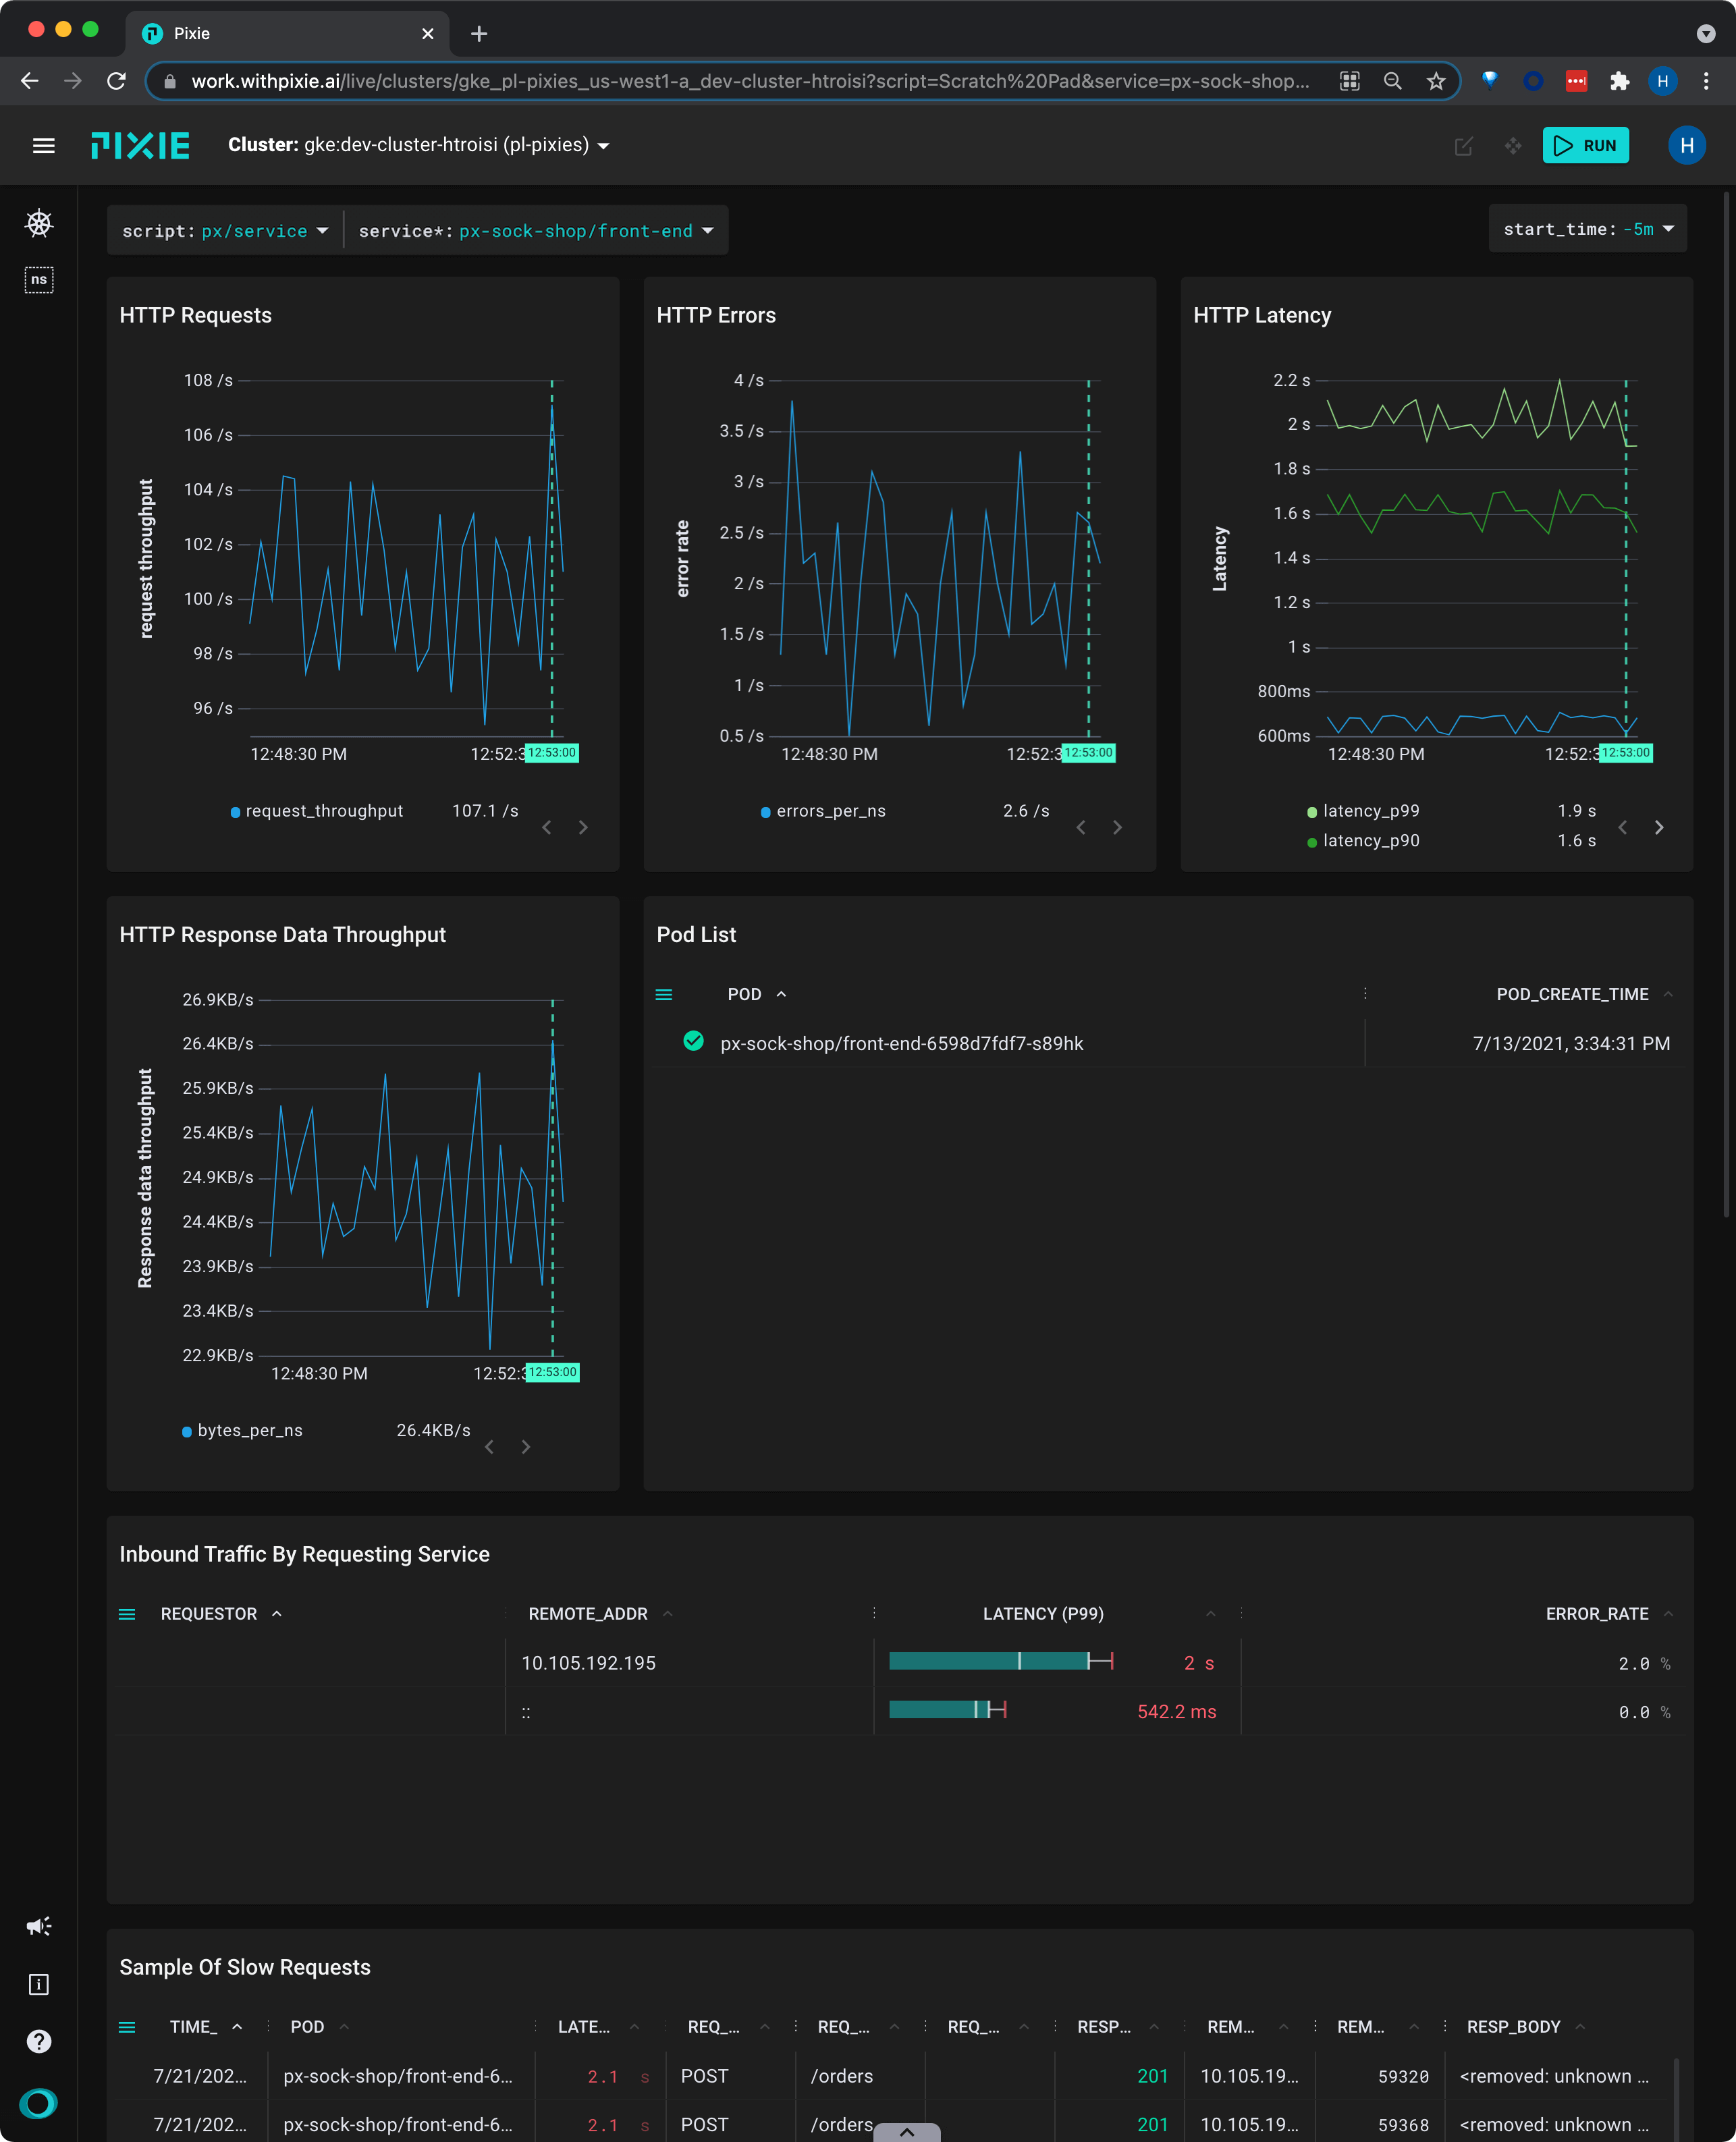 Pixie
work.withpixie.ai/live/clusters/gke_pl-pixies_us-west1-a_dev-cluster-htroisi?script=Scratch%20Pad&service=px-sock-shop...
H
PIXIE
Cluster: gke:dev-cluster-htroisi (pl-pixies)
RUN
H
ns
script: px/service
service*: px-sock-shop/front-end
start_time: -5m
HTTP Requests
request throughput
108 /s
106 /s
104 /s
102 /s
100 /s
98 /s
96 /s
12:48:30 PM
12:52:3
12:53:00
request_throughput 107.1 /s
HTTP Errors
error rate
4 /s
3.5 /s
3 /s
2.5 /s
2 /s
1.5 /s
1 /s
0.5 /s
12:48:30 PM
12:52:3
12:53:00
errors_per_ns 2.6 /s
HTTP Latency
Latency
2.2 s
2 s
1.8 s
1.6 s
1.4 s
1.2 s
1 s
800ms
600ms
12:48:30 PM
12:52:3
12:53:00
latency_p99 1.9 s
latency_p90 1.6 s
HTTP Response Data Throughput
Response data throughput
26.9KB/s
26.4KB/s
25.9KB/s
25.4KB/s
24.9KB/s
24.4KB/s
23.9KB/s
23.4KB/s
22.9KB/s
12:48:30 PM
12:52:3
12:53:00
bytes_per_ns 26.4KB/s
Pod List
POD POD_CREATE_TIME
px-sock-shop/front-end-6598d7fdf7-s89hk 7/13/2021, 3:34:31 PM
Inbound Traffic By Requesting Service
REQUESTOR REMOTE_ADDR LATENCY (P99) ERROR_RATE
10.105.192.195 2 s 2.0 %
:: 542.2 ms 0.0 %
Sample Of Slow Requests
TIME_ POD LATE... REQ_... REQ_... REQ_... RESP... REM... REM... RESP_BODY
7/21/202... px-sock-shop/front-end-6... 2.1 s POST /orders 201 10.105.19... 59320 <removed: unknown ...
7/21/202... px-sock-shop/front-end-6... 2.1 s POST /orders 201 10.105.19... 59368 <removed: unknown ...